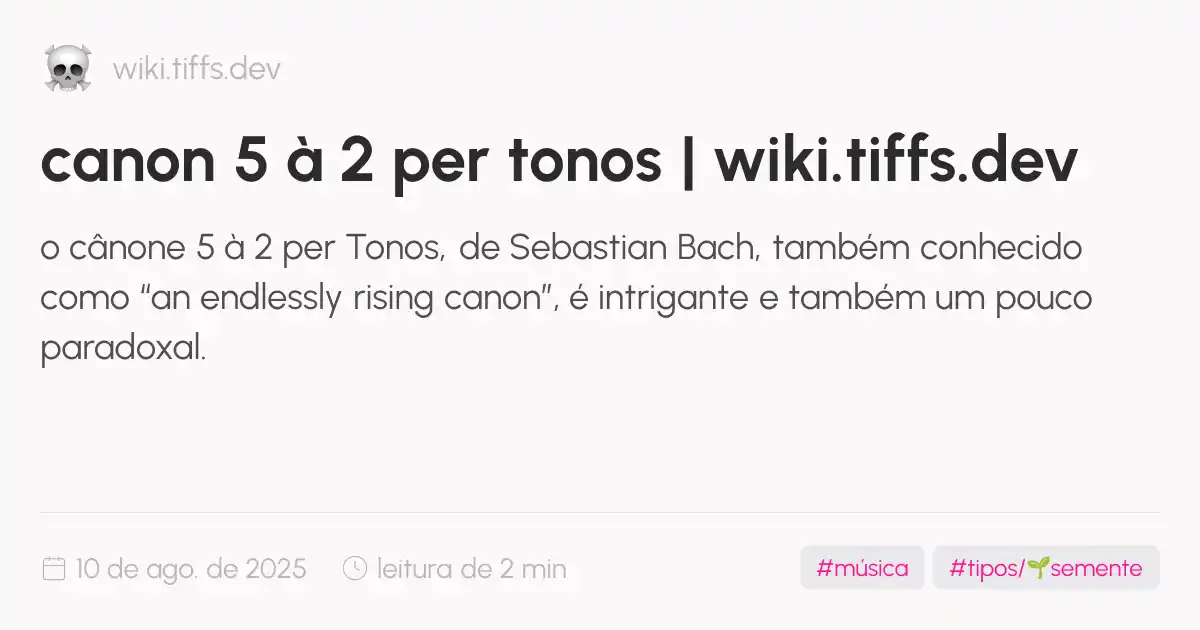 wiki.tiffs.dev
canon 5 à 2 per tonos | wiki.tiffs.dev
o cânone 5 à 2 per Tonos, de Sebastian Bach, também conhecido
como “an endlessly rising canon”, é intrigante e também um pouco
paradoxal.
10 de ago. de 2025
leitura de 2 min
#música
#tipos/🌱semente